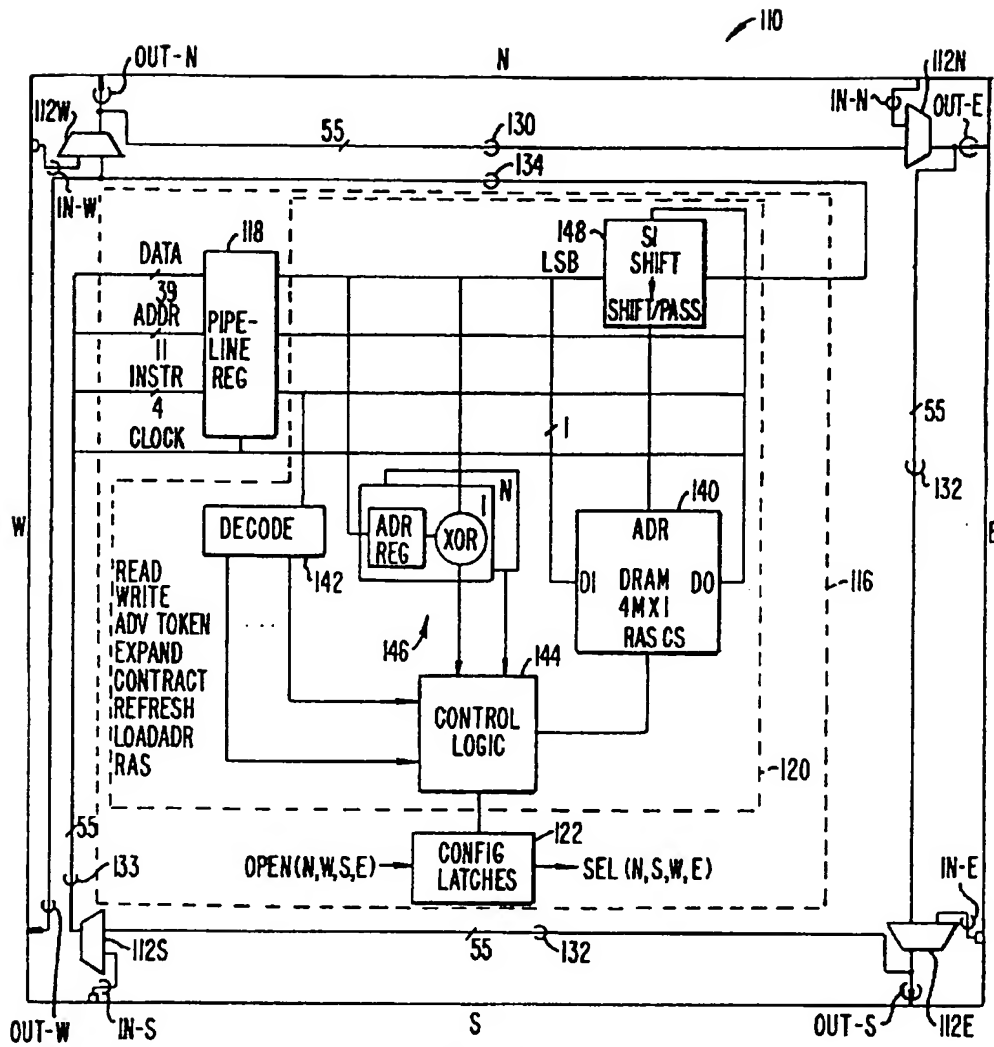 110
OUT-N
N
112N
112W
IN-N
OUT-E
55
130
134
IN-W
118
148
SI
SHIFT
SHIFT/PASS
LSB
DATA
39
ADDR
11
INSTR
4
CLOCK
PIPE-
LINE
REG
55
132
1
W
DECODE
142
ADR
REG
XOR
1
N
140
ADR
DI
DRAM
DO
4MX1
RAS CS
116
READ
WRITE
ADV TOKEN
EXPAND
CONTRACT
REFRESH
LOADADR
RAS
...
146
144
CONTROL
LOGIC
120
55
133
122
OPEN(N,W,S,E)
CONFIG
LATCHES
SEL (N,S,W,E)
IN-E
112S
55
132
OUT-W
IN-S
S
OUT-S
112E